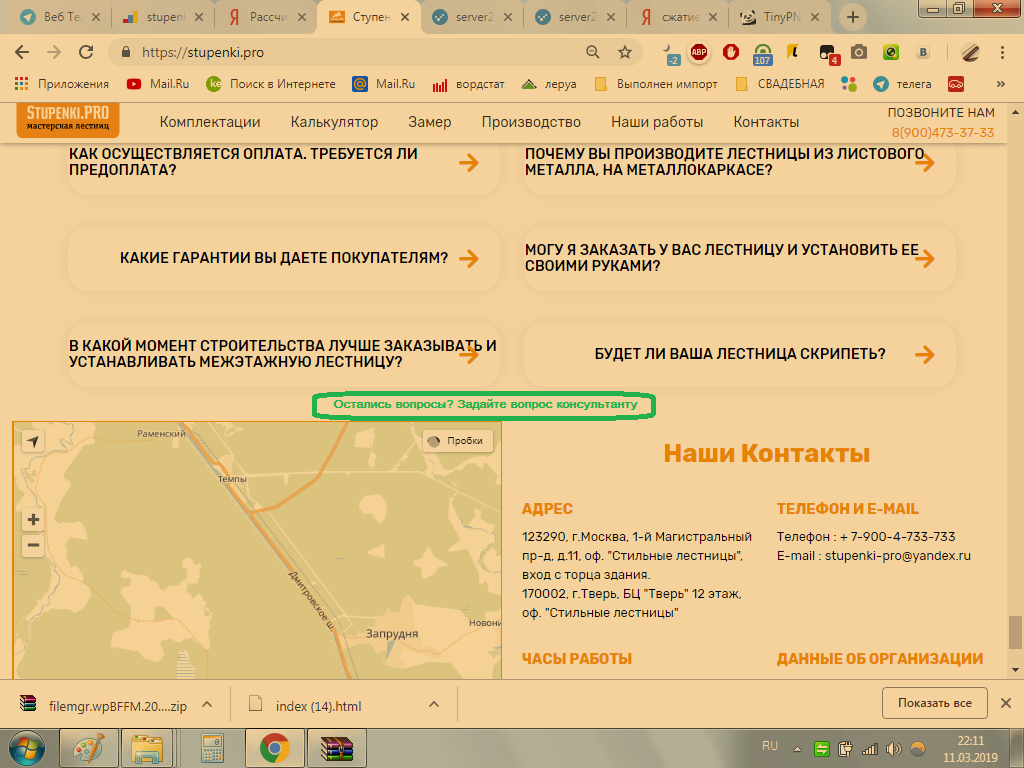 Веб Те
stupenl
Рассчи
Ступен
server2
server2
сжатие
TinyPN
https://stupenki.pro
-2
ABP
107
4
B
Приложения
Mail.Ru
Поиск в Интернете
Mail.Ru
вордстат
леруа
Выполнен импорт
СВАДЕБНАЯ
телега
STUPENKI.PRO
мастерская лестниц
Комплектации
Калькулятор
Замер
Производство
Наши работы
Контакты
ПОЗВОНИТЕ НАМ
8(900)473-37-33
КАК ОСУЩЕСТВЛЯЕТСЯ ОПЛАТА. ТРЕБУЕТСЯ ЛИ
ПРЕДОПЛАТА?
ПОЧЕМУ ВЫ ПРОИЗВОДИТЕ ЛЕСТНИЦЫ ИЗ ЛИСТОВОГО
МЕТАЛЛА, НА МЕТАЛЛОКАРКАСЕ?
КАКИЕ ГАРАНТИИ ВЫ ДАЕТЕ ПОКУПАТЕЛЯМ?
МОГУ Я ЗАКАЗАТЬ У ВАС ЛЕСТНИЦУ И УСТАНОВИТЬ ЕЕ
СВОИМИ РУКАМИ?
В КАКОЙ МОМЕНТ СТРОИТЕЛЬСТВА ЛУЧШЕ ЗАКАЗЫВАТЬ И
УСТАНАВЛИВАТЬ МЕЖЭТАЖНУЮ ЛЕСТНИЦУ?
БУДЕТ ЛИ ВАША ЛЕСТНИЦА СКРИПЕТЬ?
Остались вопросы? Задайте вопрос консультанту
Раменский
Пробки
Темпы
Дмитровское ш.
Запрудня
Новони
Наши Контакты
АДРЕС
123290, г.Москва, 1-й Магистральный
пр-д, д.11, оф. "Стильные лестницы",
вход с торца здания.
170002, г.Тверь, БЦ "Тверь" 12 этаж,
оф. "Стильные лестницы"
ТЕЛЕФОН И E-MAIL
Телефон : + 7-900-4-733-733
E-mail : stupenki-pro@yandex.ru
ЧАСЫ РАБОТЫ
ДАННЫЕ ОБ ОРГАНИЗАЦИИ
filemgr.wpBFFM.20....zip
index (14).html
Показать все
RU
22:11
11.03.2019